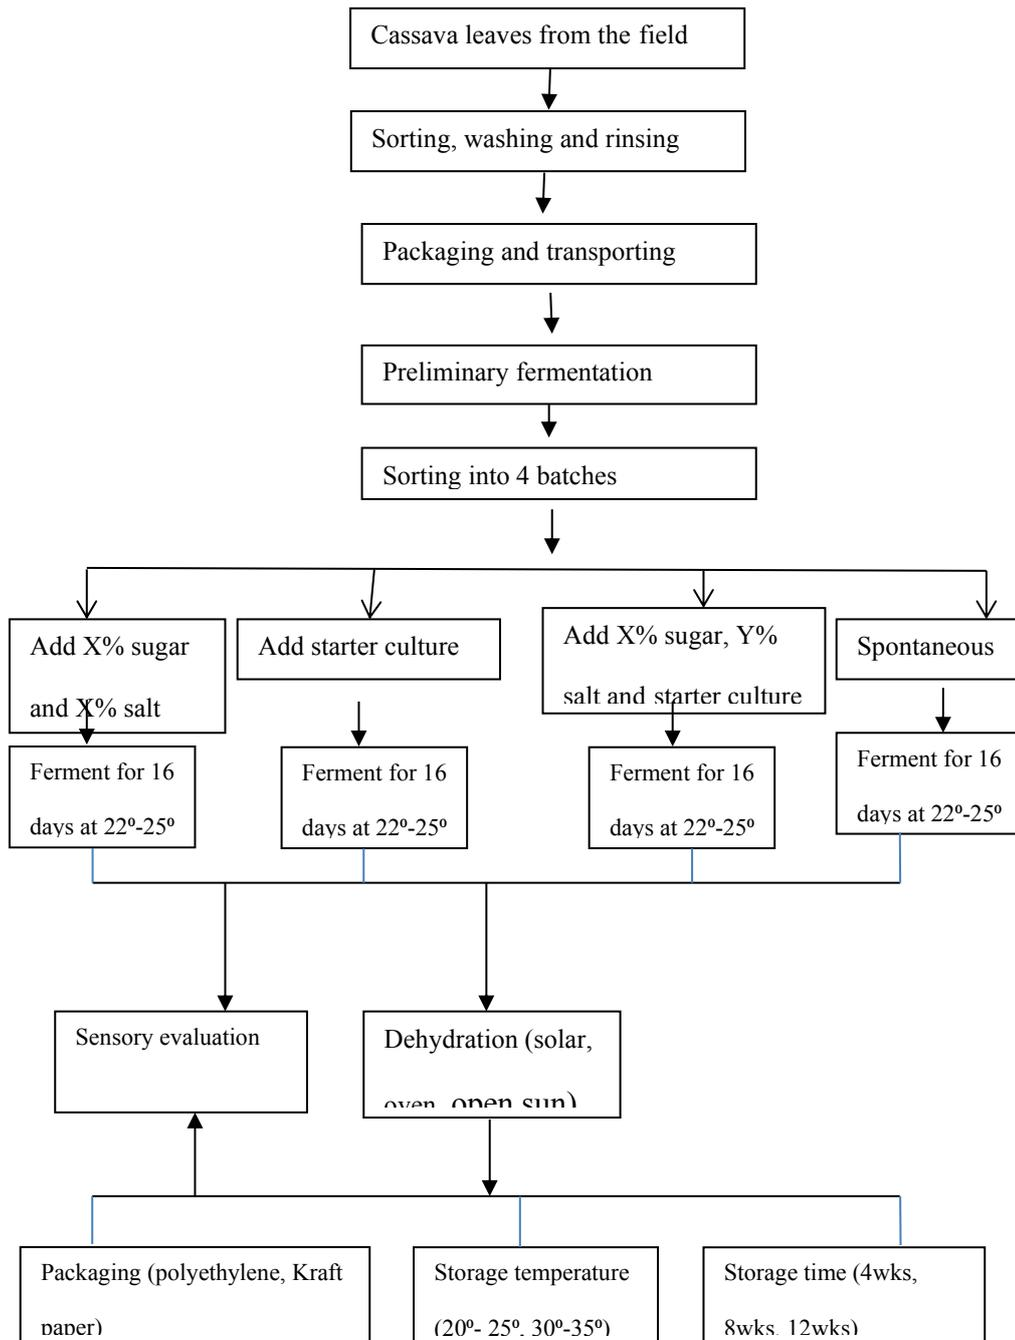 Cassava leaves from the field
Sorting, washing and rinsing
Packaging and transporting
Preliminary fermentation
Sorting into 4 batches
Add X% sugar
and X% salt
Add starter culture
Add X% sugar, Y%
salt and starter culture
Spontaneous
Ferment for 16
days at 22º-25º
Ferment for 16
days at 22º-25º
Ferment for 16
days at 22º-25º
Ferment for 16
days at 22º-25º
Sensory evaluation
Dehydration (solar,
oven, open sun)
Packaging (polyethylene, Kraft
paper)
Storage temperature
(20º- 25º, 30º-35º)
Storage time (4wks,
8wks, 12wks)